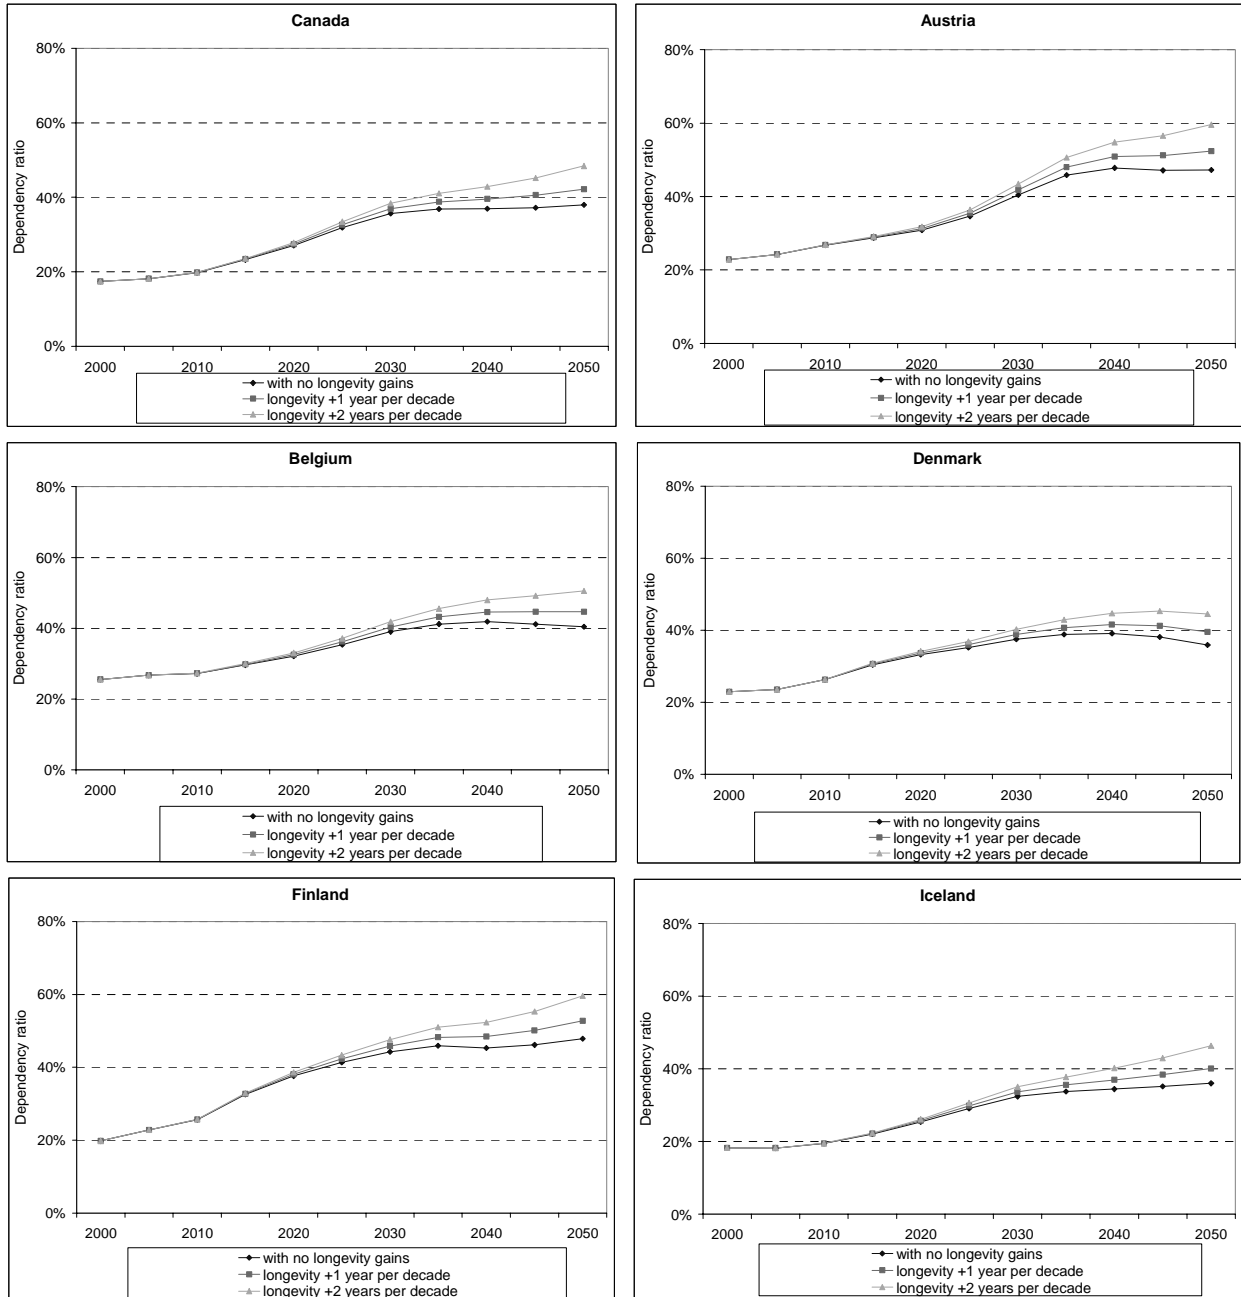 Canada
80%
60%
40%
20%
0%
Dependency ratio
2000 2010 2020 2030 2040 2050
with no longevity gains
longevity +1 year per decade
longevity +2 years per decade
Austria
80%
60%
40%
20%
0%
Dependency ratio
2000 2010 2020 2030 2040 2050
with no longevity gains
longevity +1 year per decade
longevity +2 years per decade
Belgium
80%
60%
40%
20%
0%
Dependency ratio
2000 2010 2020 2030 2040 2050
with no longevity gains
longevity +1 year per decade
longevity +2 years per decade
Denmark
80%
60%
40%
20%
0%
Dependency ratio
2000 2010 2020 2030 2040 2050
with no longevity gains
longevity +1 year per decade
longevity +2 years per decade
Finland
80%
60%
40%
20%
0%
Dependency ratio
2000 2010 2020 2030 2040 2050
with no longevity gains
longevity +1 year per decade
longevity +2 years per decade
Iceland
80%
60%
40%
20%
0%
Dependency ratio
2000 2010 2020 2030 2040 2050
with no longevity gains
longevity +1 year per decade
longevity +2 years per decade